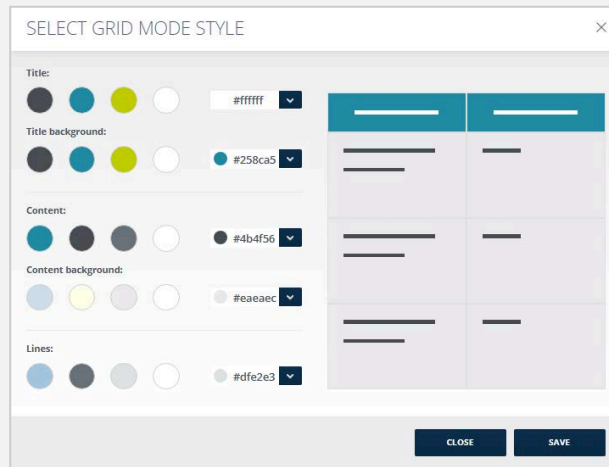 SELECT GRID MODE STYLE
Title:
#ffffff
Title background:
#258ca5
Content:
#4b4f56
Content background:
#eaeaec
Lines:
#dfe2e3
CLOSE SAVE